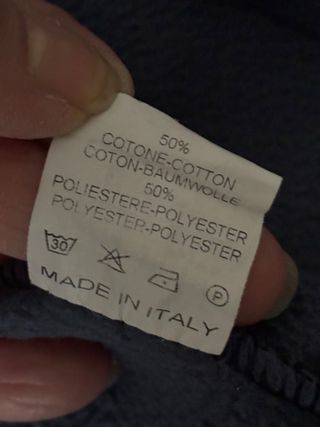 50%
COTONE-COTTON
COTON-BAUMWOLLE
50%
POLIESTERE-POLYESTER
POLYESTER-POLYESTER
30 P
MADE IN ITALY